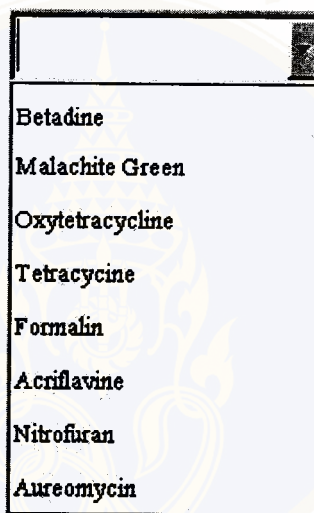 Betadine
Malachite Green
Oxytetracycline
Tetracycine
Formalin
Acriflavine
Nitrofuran
Aureomycin